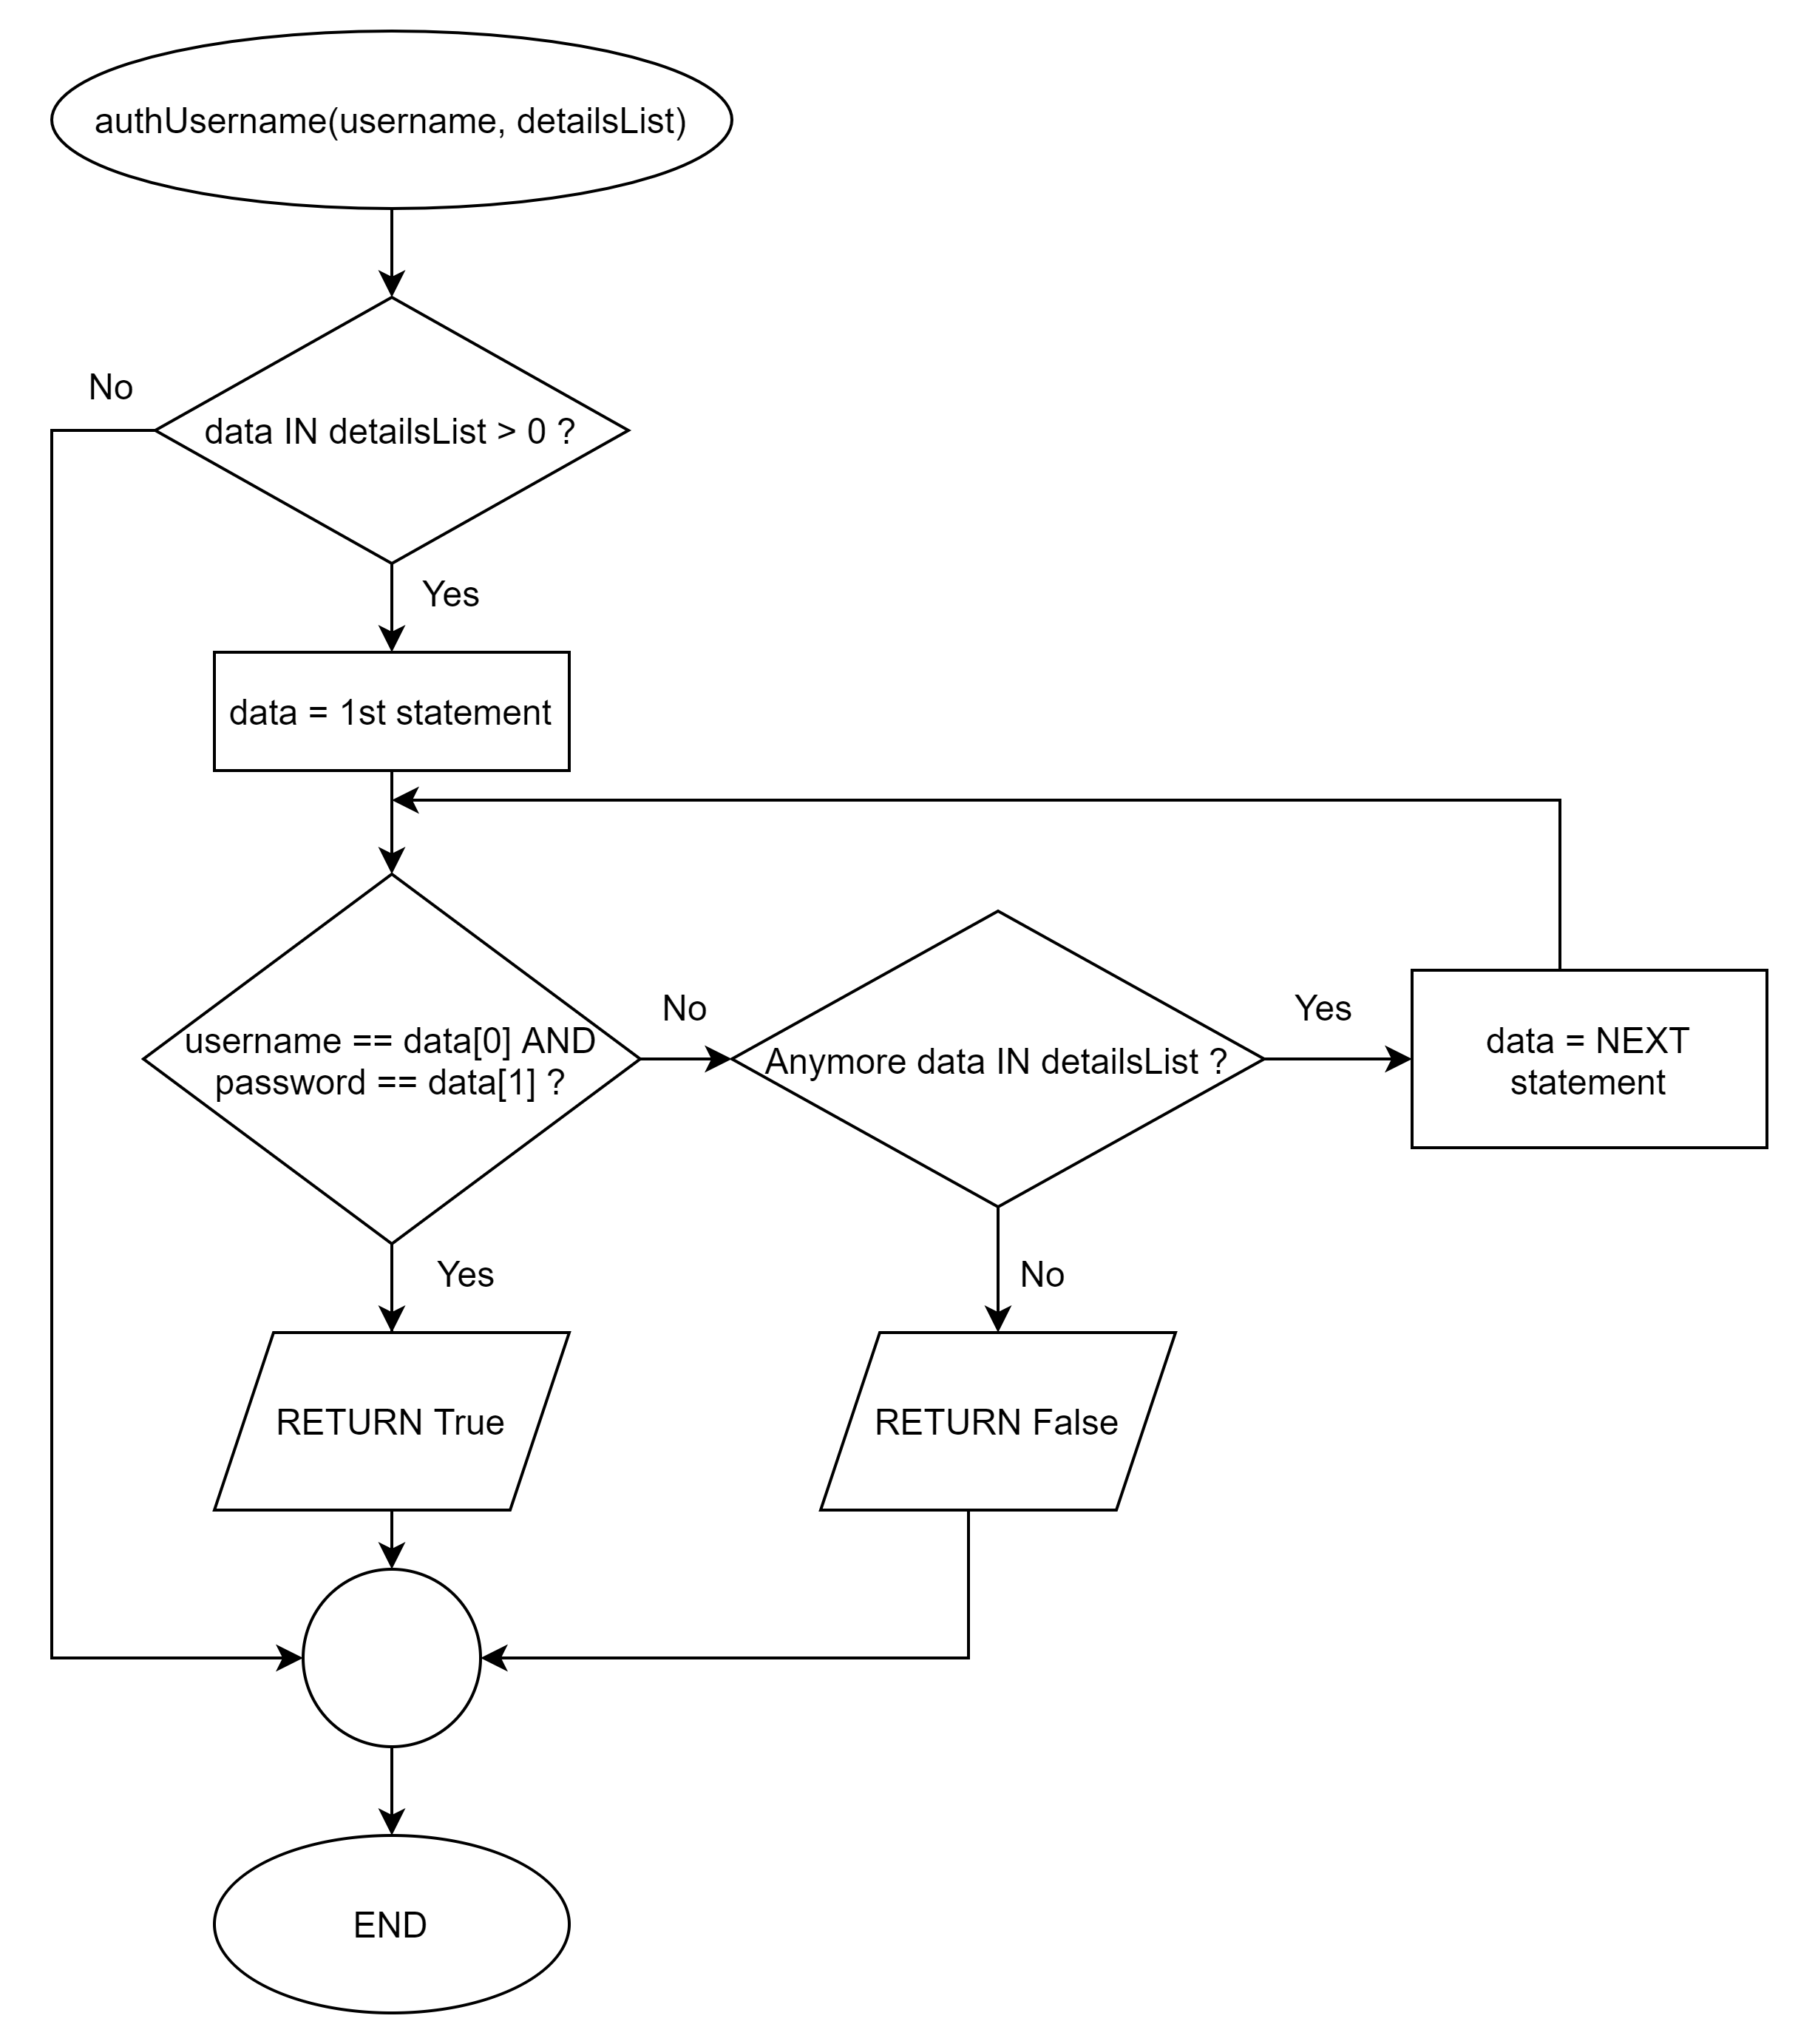 authUsername(username, detailsList)
No
data IN detailsList > 0 ?
Yes
data = 1st statement
username == data[0] AND
password == data[1] ?
No
Anymore data IN detailsList ?
Yes
data = NEXT
statement
Yes
No
RETURN True
RETURN False
END